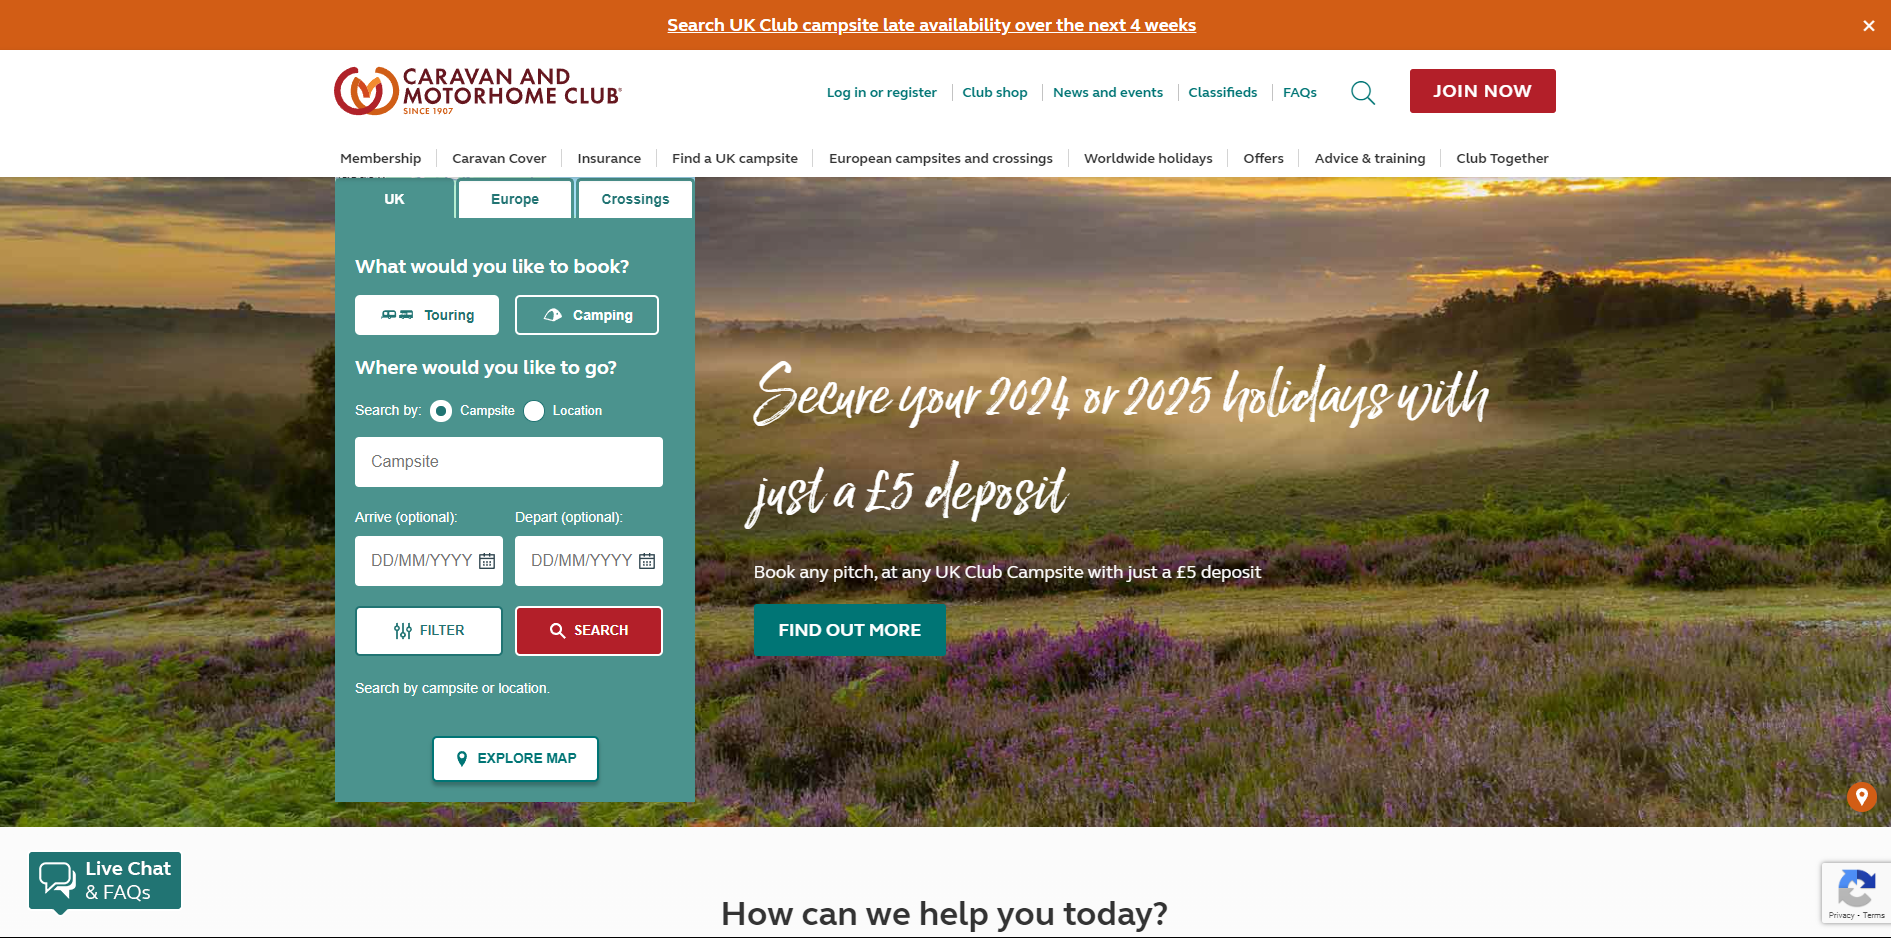 Search UK Club campsite late availability over the next 4 weeks
CARAVAN AND
MOTORHOME CLUB
SINCE 1907
Log in or register
Club shop
News and events
Classifieds
FAQs
JOIN NOW
Membership
Caravan Cover
Insurance
Find a UK campsite
European campsites and crossings
Worldwide holidays
Offers
Advice & training
Club Together
UK
Europe
Crossings
What would you like to book?
Touring
Camping
Where would you like to go?
Search by:
Campsite
Location
Campsite
Arrive (optional):
Depart (optional):
DD/MM/YYYY
DD/MM/YYYY
FILTER
SEARCH
Search by campsite or location.
EXPLORE MAP
Secure your 2024 or 2025 holidays with
just a £5 deposit
Book any pitch, at any UK Club Campsite with just a £5 deposit
FIND OUT MORE
Live Chat
& FAQs
How can we help you today?
Privacy - Terms